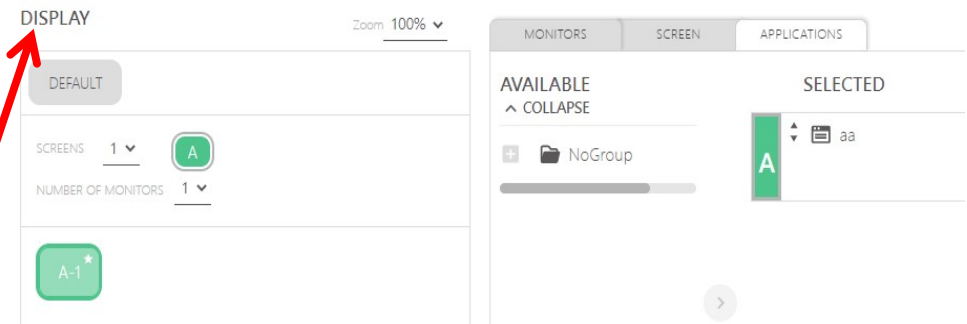 DISPLAY
Zoom 100%
DEFAULT
SCREENS 1 A
NUMBER OF MONITORS 1
A-1
MONITORS SCREEN APPLICATIONS
AVAILABLE SELECTED
COLLAPSE
NoGroup
A aa